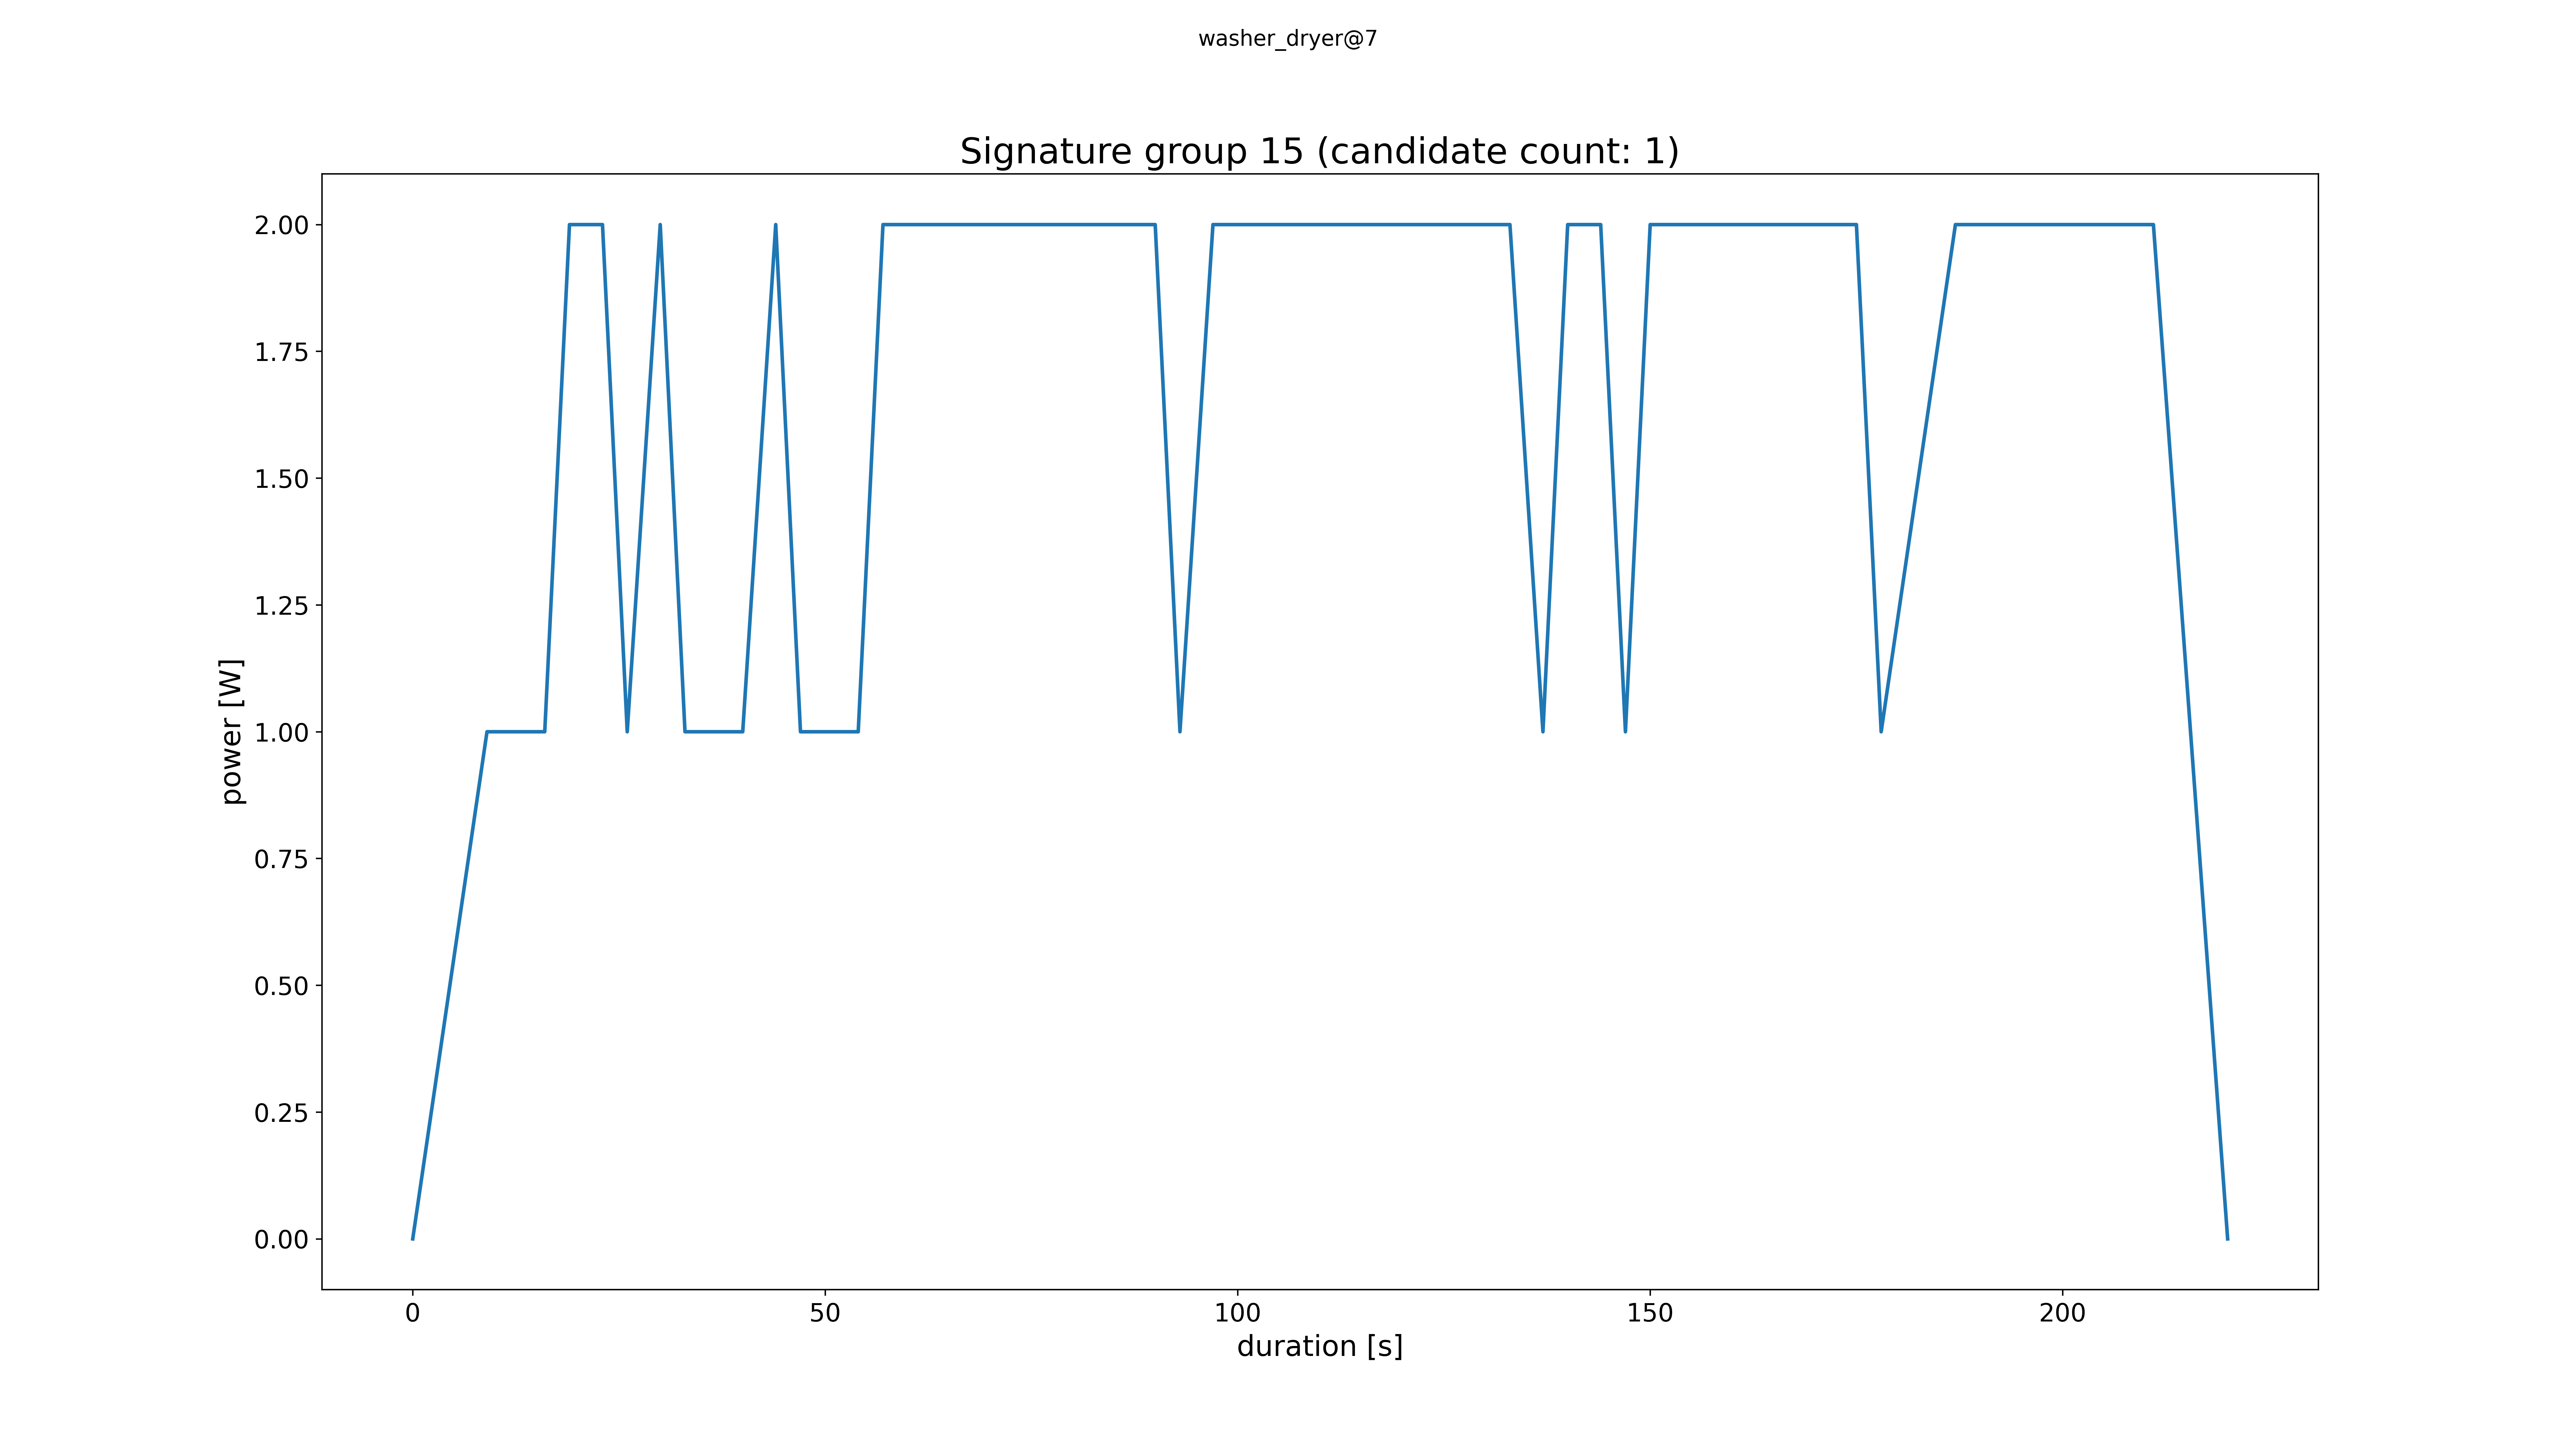 washer_dryer@7
Signature group 15 (candidate count: 1)
2.00
1.75
1.50
1.25
1.00
0.75
0.50
0.25
0.00
power [W]
0 50 100 150 200
duration [s]